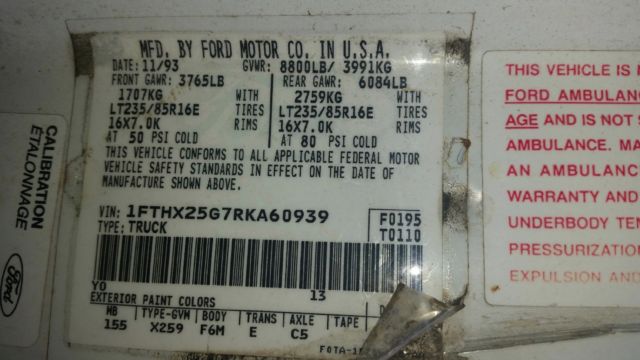 MFD. BY FORD MOTOR CO. IN U.S.A.
DATE: 11/93 GVWR: 8800LB/ 3991KG
FRONT GAWR: 3765LB REAR GAWR: 6084LB
1707KG WITH 2759KG WITH
LT235/85R16E TIRES LT235/85R16E TIRES
16X7.0K RIMS 16X7.0K RIMS
AT 50 PSI COLD AT 80 PSI COLD
THIS VEHICLE CONFORMS TO ALL APPLICABLE FEDERAL MOTOR
VEHICLE SAFETY STANDARDS IN EFFECT ON THE DATE OF
MANUFACTURE SHOWN ABOVE.
VIN: 1FTHX25G7RKA60939 F0195
TYPE: TRUCK T0110
YO 13
EXTERIOR PAINT COLORS
WB TYPE-GVM BODY TRANS AXLE TAPE
155 X259 F6M E C5
CALIBRATION
ETALONNAGE
Ford
THIS VEHICLE IS
FORD AMBULAN
AGE AND IS NOT
AMBULANCE. MA
AN AMBULANC
WARRANTY AND
UNDERBODY TEM
PRESSURIZATIO
EXPULSION AND